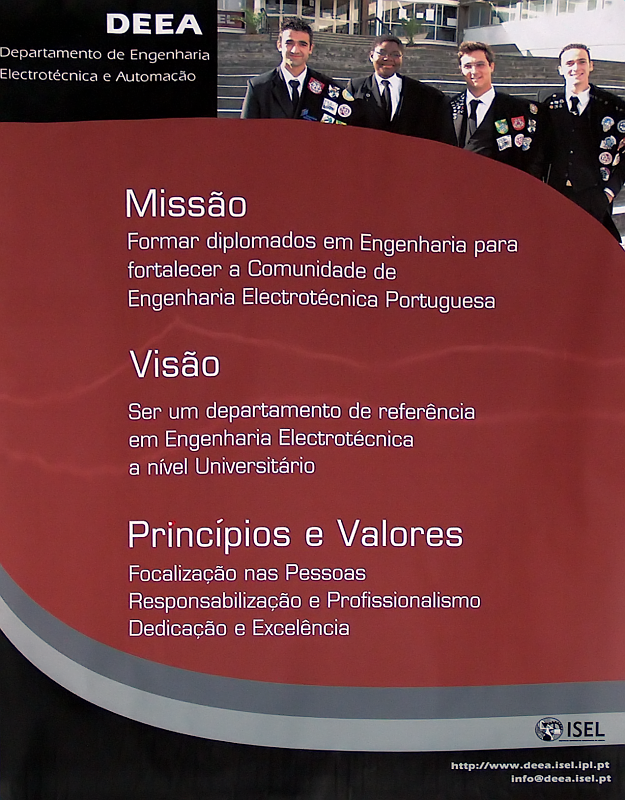 DEEA
Departamento de Engenharia
Electrotécnica e Automação
ISEL
Missão
Formar diplomados em Engenharia para
fortalecer a Comunidade de
Engenharia Electrotécnica Portuguesa
Visão
Ser um departamento de referência
em Engenharia Electrotécnica
a nível Universitário
Princípios e Valores
Focalização nas Pessoas
Responsabilização e Profissionalismo
Dedicação e Excelência
ISEL
http://www.deea.isel.ipl.pt
info@deea.isel.pt